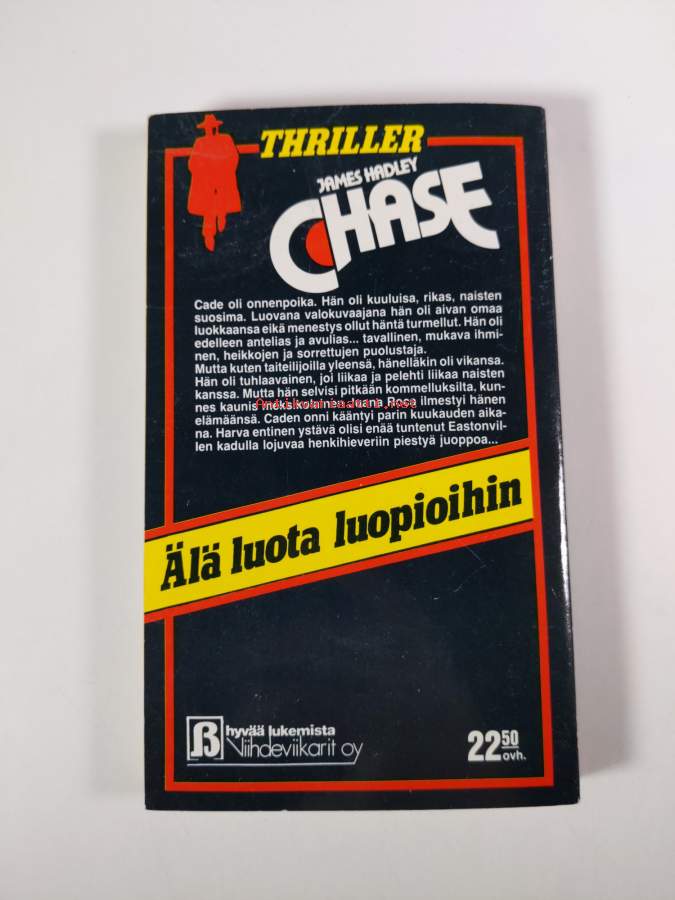 THRILLER
JAMES HADLEY
CHASE
Cade oli onnenpoika. Hän oli kuuluisa, rikas, naisten
suosima. Luovana valokuvaajana hän oli aivan omaa
luokkaansa eikä menestys ollut häntä turmellut. Hän oli
edelleen antelias ja avulias... tavallinen, mukava ihmi-
nen, heikkojen ja sorrettujen puolustaja.
Mutta kuten taiteilijoilla yleensä, hänelläkin oli vikansa.
Hän oli tuhlaavainen, joi liikaa ja pelehti liikaa naisten
kanssa. Mutta hän selvisi pitkään kommelluksilta, kun-
nes kaunis Rosa ilmestyi hänen
Antikvariaatti.net
elämäänsä. Caden onni kääntyi parin kuukauden aika-
na. Harva entinen ystävä olisi enää tuntenut Eastonvil-
len kadulla lojuvaa henkihieveriin piestyä juoppoa...
Älä luota luopioihin
B hyvää lukemista
Viihdeviikarit oy
22 50
ovh.